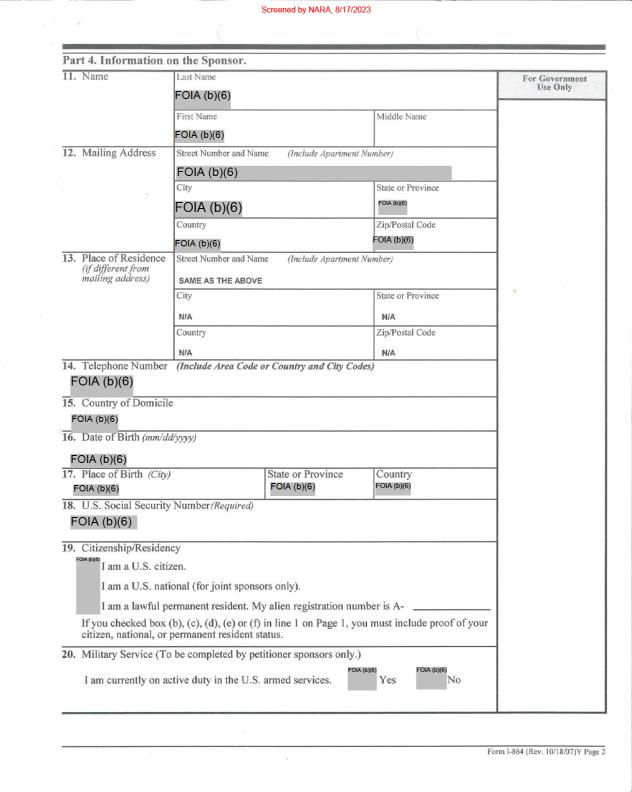 Screened by NARA, 8/17/2023
Part 4. Information on the Sponsor.
11. Name
Last Name
For Government Use Only
FOIA (b)(6)
First Name
Middle Name
FOIA (b)(6)
12. Mailing Address
Street Number and Name (Include Apartment Number)
FOIA (b)(6)
City
State or Province
FOIA (b)(6)
FOIA (b)(6)
Country
Zip/Postal Code
FOIA (b)(6)
FOIA (b)(6)
13. Place of Residence
(if different from
mailing address)
Street Number and Name (Include Apartment Number)
SAME AS THE ABOVE
City
State or Province
N/A
N/A
Country
Zip/Postal Code
N/A
N/A
14. Telephone Number (Include Area Code or Country and City Codes)
FOIA (b)(6)
15. Country of Domicile
FOIA (b)(6)
16. Date of Birth (mm/dd/yyyy)
FOIA (b)(6)
17. Place of Birth (City)
State or Province
Country
FOIA (b)(6)
FOIA (b)(6)
FOIA (b)(6)
18. U.S. Social Security Number(Required)
FOIA (b)(6)
19. Citizenship/Residency
FOIA (b)(6)
I am a U.S. citizen.
I am a U.S. national (for joint sponsors only).
I am a lawful permanent resident. My alien registration number is A-
If you checked box (b), (c), (d), (e) or (f) in line 1 on Page 1, you must include proof of your
citizen, national, or permanent resident status.
20. Military Service (To be completed by petitioner sponsors only.)
I am currently on active duty in the U.S. armed services.
FOIA (b)(6)
Yes
FOIA (b)(6)
No
Form I-864 (Rev. 10/18/07)Y Page 2